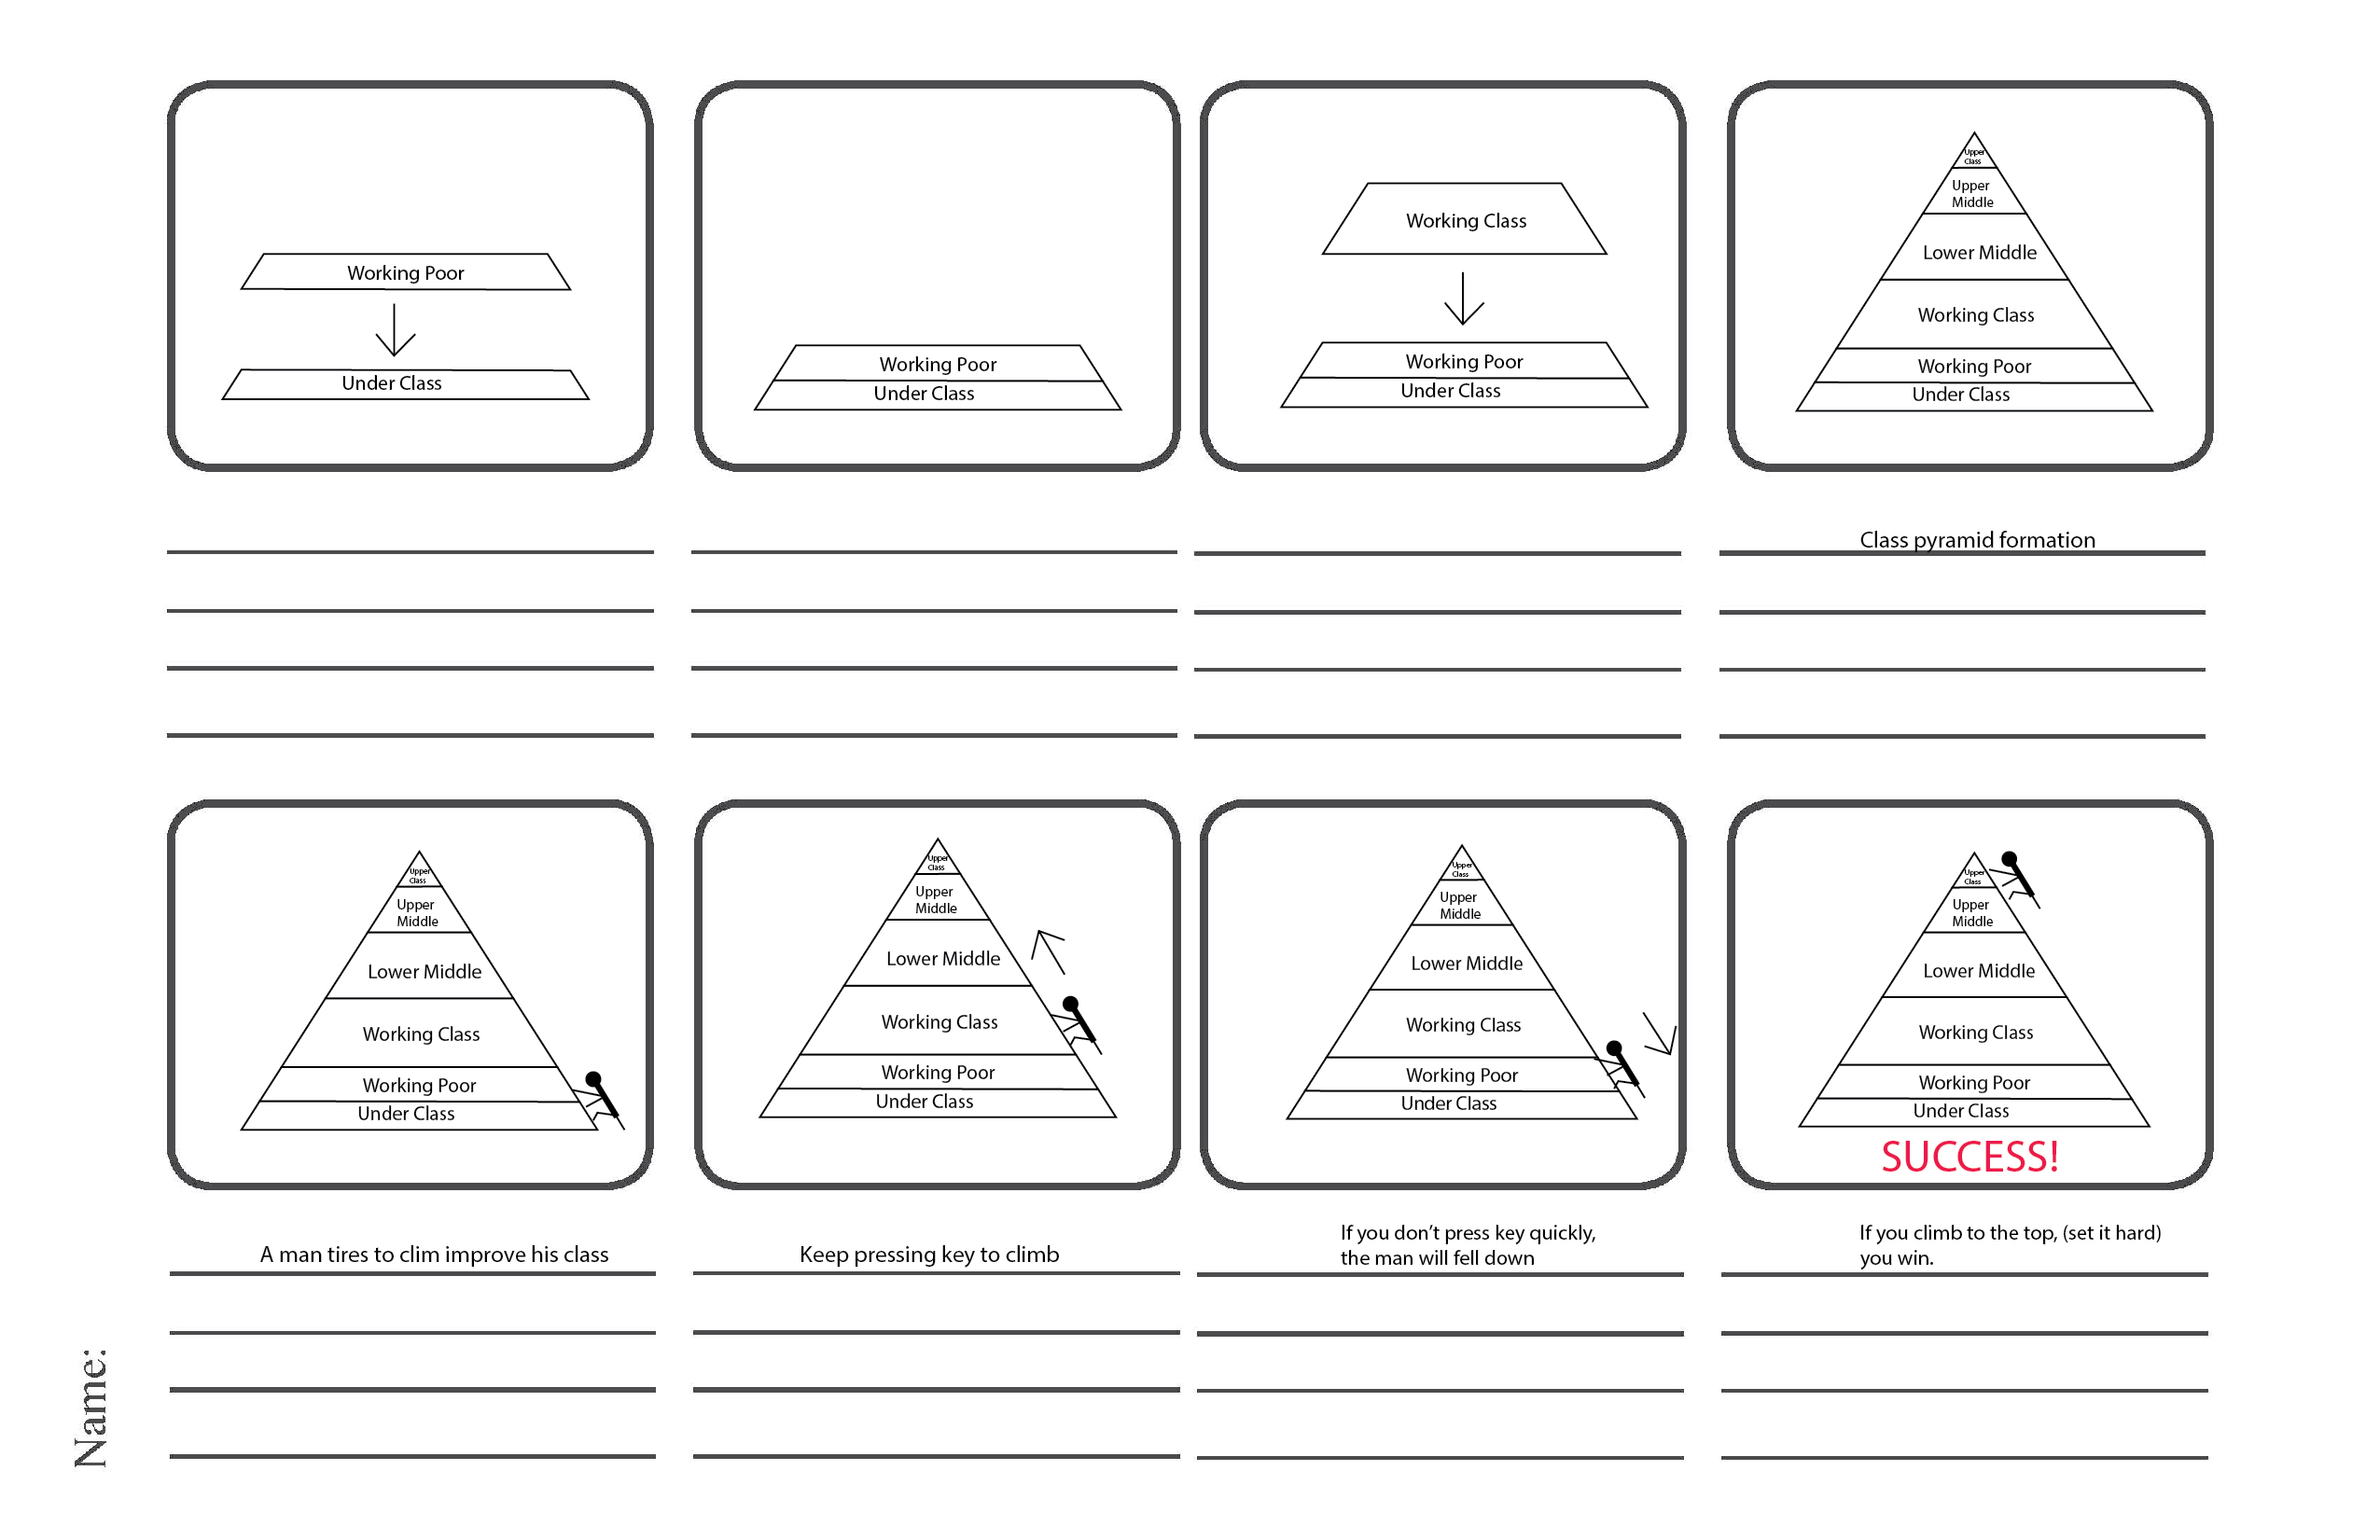 Working Poor
Under Class
Working Poor
Under Class
Working Class
Working Poor
Under Class
Upper
Class
Upper
Middle
Lower Middle
Working Class
Working Poor
Under Class
Class pyramid formation
Upper
Class
Upper
Middle
Lower Middle
Working Class
Working Poor
Under Class
Upper
Class
Upper
Middle
Lower Middle
Working Class
Working Poor
Under Class
Upper
Class
Upper
Middle
Lower Middle
Working Class
Working Poor
Under Class
Upper
Class
Upper
Middle
Lower Middle
Working Class
Working Poor
Under Class
SUCCESS!
A man tires to clim improve his class
Keep pressing key to climb
If you don't press key quickly,
the man will fell down
If you climb to the top, (set it hard)
you win.
Name: